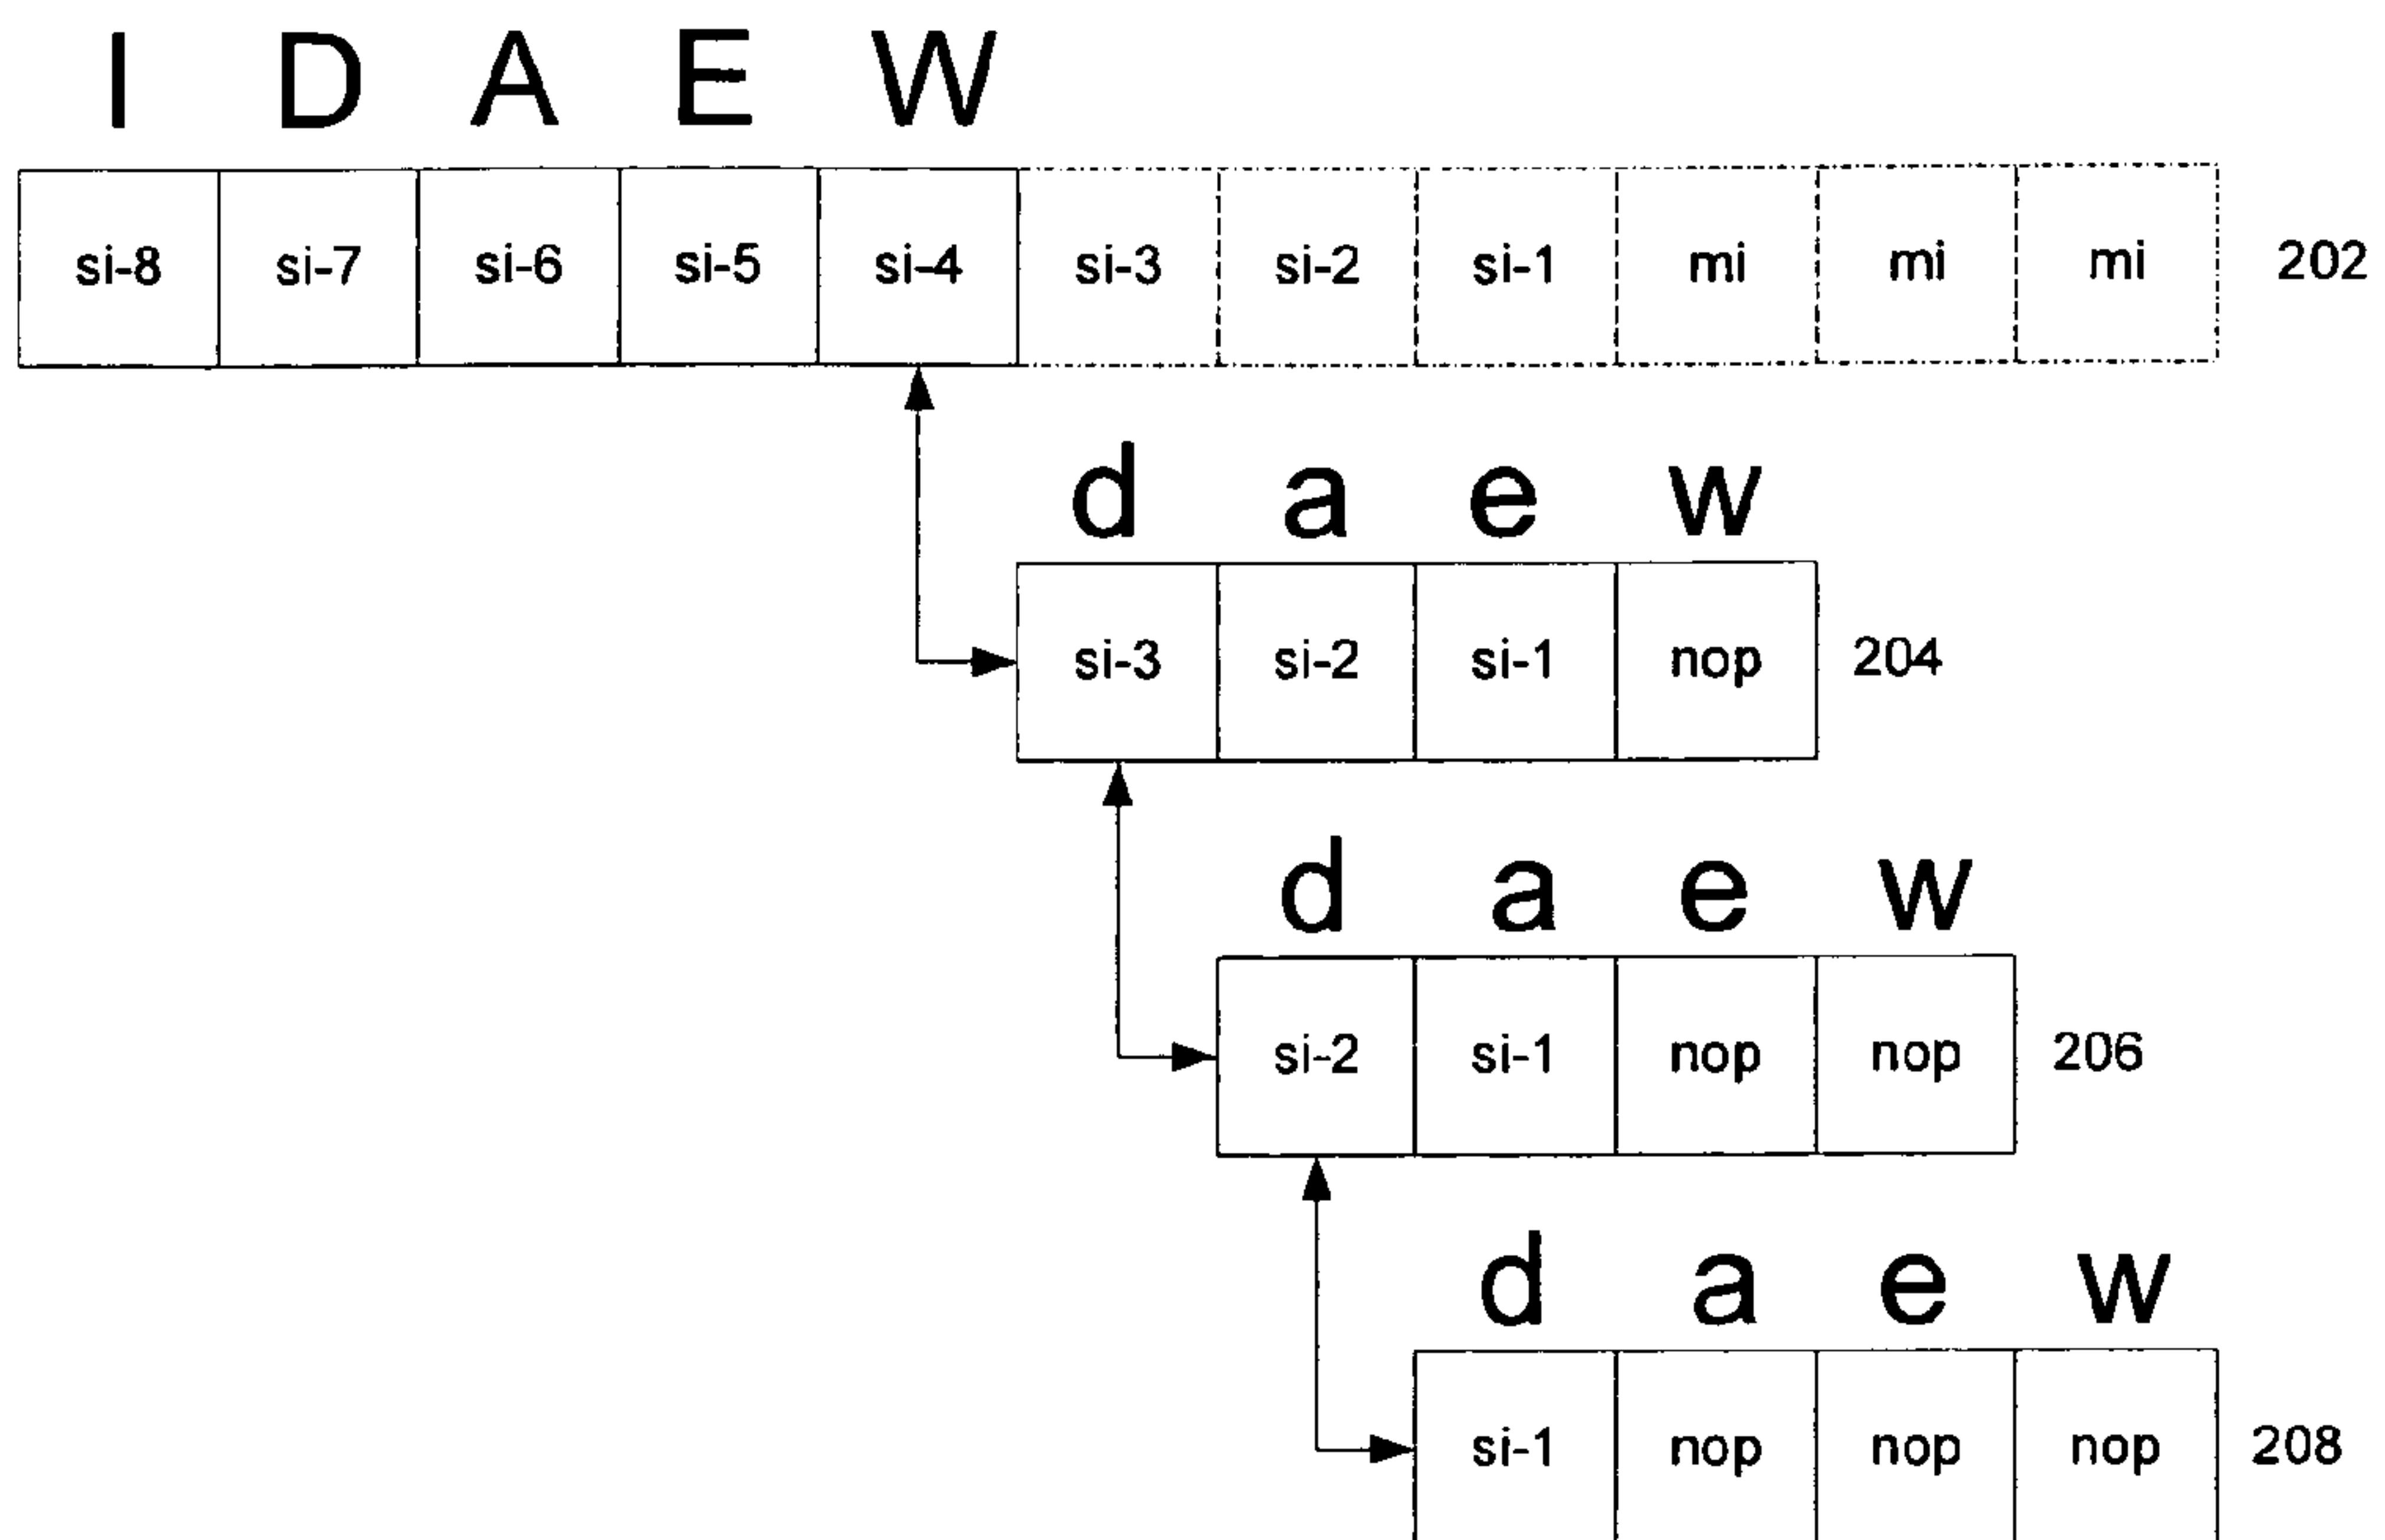 I D A E W
si-8 si-7 si-6 si-5 si-4 si-3 si-2 si-1 mi mi mi 202
d a e w
si-3 si-2 si-1 nop 204
d a e w
si-2 si-1 nop nop 206
d a e w
si-1 nop nop nop 208